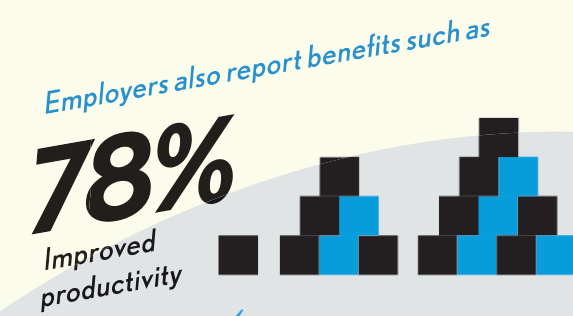 Employers also report benefits such as
78%
Improved
productivity